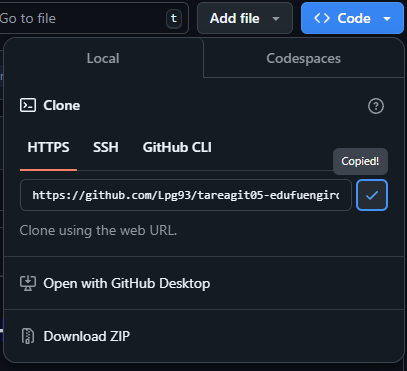 Go to file t Add file Code
Local Codespaces
Clone
HTTPS SSH GitHub CLI
Copied!
https://github.com/Lpg93/tareagit05-edufuengiro
Clone using the web URL.
Open with GitHub Desktop
Download ZIP